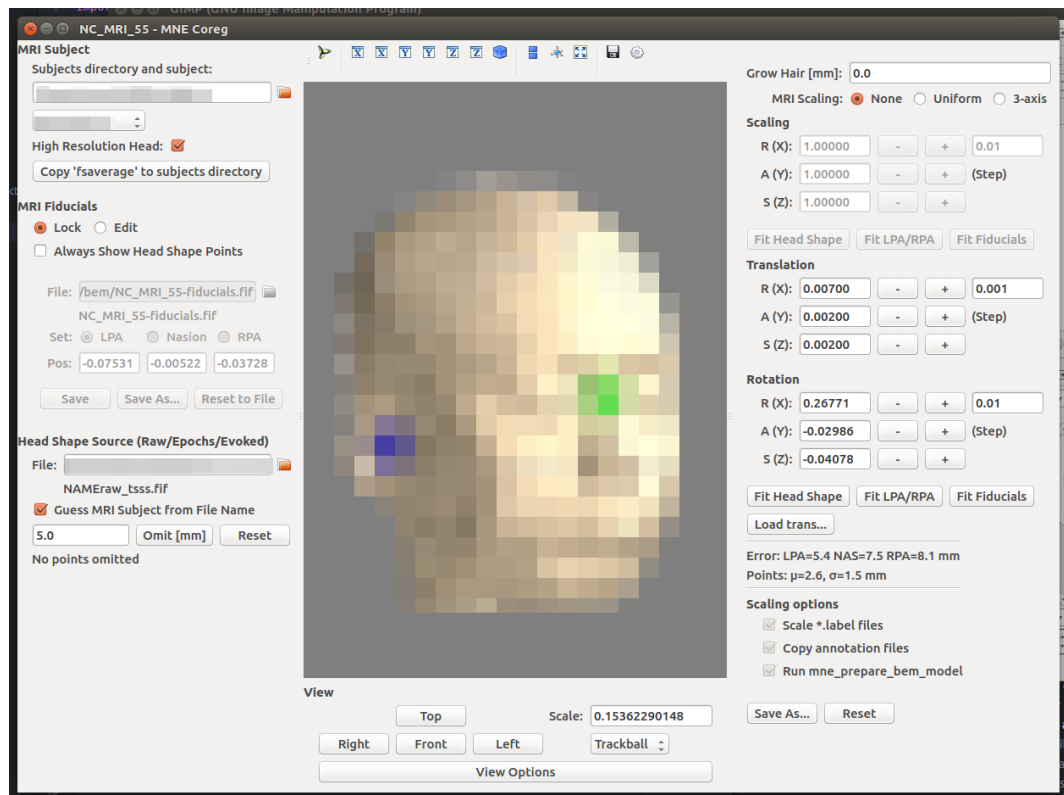 GIMP (GNU Image Manipulation Program)
NC_MRI_55 - MNE Coreg
MRI Subject
Subjects directory and subject:
High Resolution Head:
Copy 'fsaverage' to subjects directory
MRI Fiducials
Lock Edit
Always Show Head Shape Points
File: /bem/NC_MRI_55-fiducials.fif
NC_MRI_55-fiducials.fif
Set: LPA Nasion RPA
Pos: -0.07531 -0.00522 -0.03728
Save Save As... Reset to File
Head Shape Source (Raw/Epochs/Evoked)
File:
NAMEraw_tsss.fif
Guess MRI Subject from File Name
5.0 Omit [mm] Reset
No points omitted
X X Y Y Z Z
View
Top Scale: 0.15362290148
Right Front Left Trackball
View Options
Grow Hair [mm]: 0.0
MRI Scaling: None Uniform 3-axis
Scaling
R (X): 1.00000 - + 0.01
A (Y): 1.00000 - + (Step)
S (Z): 1.00000 - +
Fit Head Shape Fit LPA/RPA Fit Fiducials
Translation
R (X): 0.00700 - + 0.001
A (Y): 0.00200 - + (Step)
S (Z): 0.00200 - +
Rotation
R (X): 0.26771 - + 0.01
A (Y): -0.02986 - + (Step)
S (Z): -0.04078 - +
Fit Head Shape Fit LPA/RPA Fit Fiducials
Load trans...
Error: LPA=5.4 NAS=7.5 RPA=8.1 mm
Points: μ=2.6, σ=1.5 mm
Scaling options
Scale *.label files
Copy annotation files
Run mne_prepare_bem_model
Save As... Reset